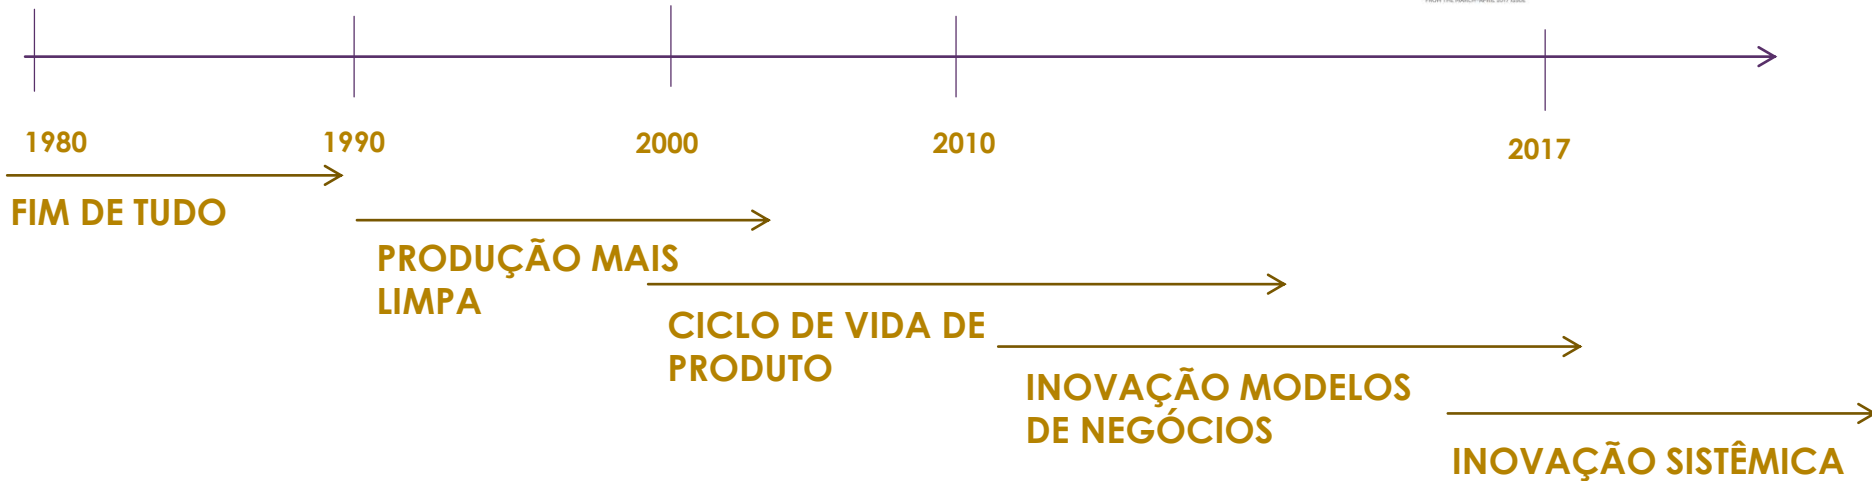 1980
1990
2000
2010
2017
FIM DE TUDO
PRODUÇÃO MAIS
LIMPA
CICLO DE VIDA DE
PRODUTO
INOVAÇÃO MODELOS
DE NEGÓCIOS
INOVAÇÃO SISTÊMICA